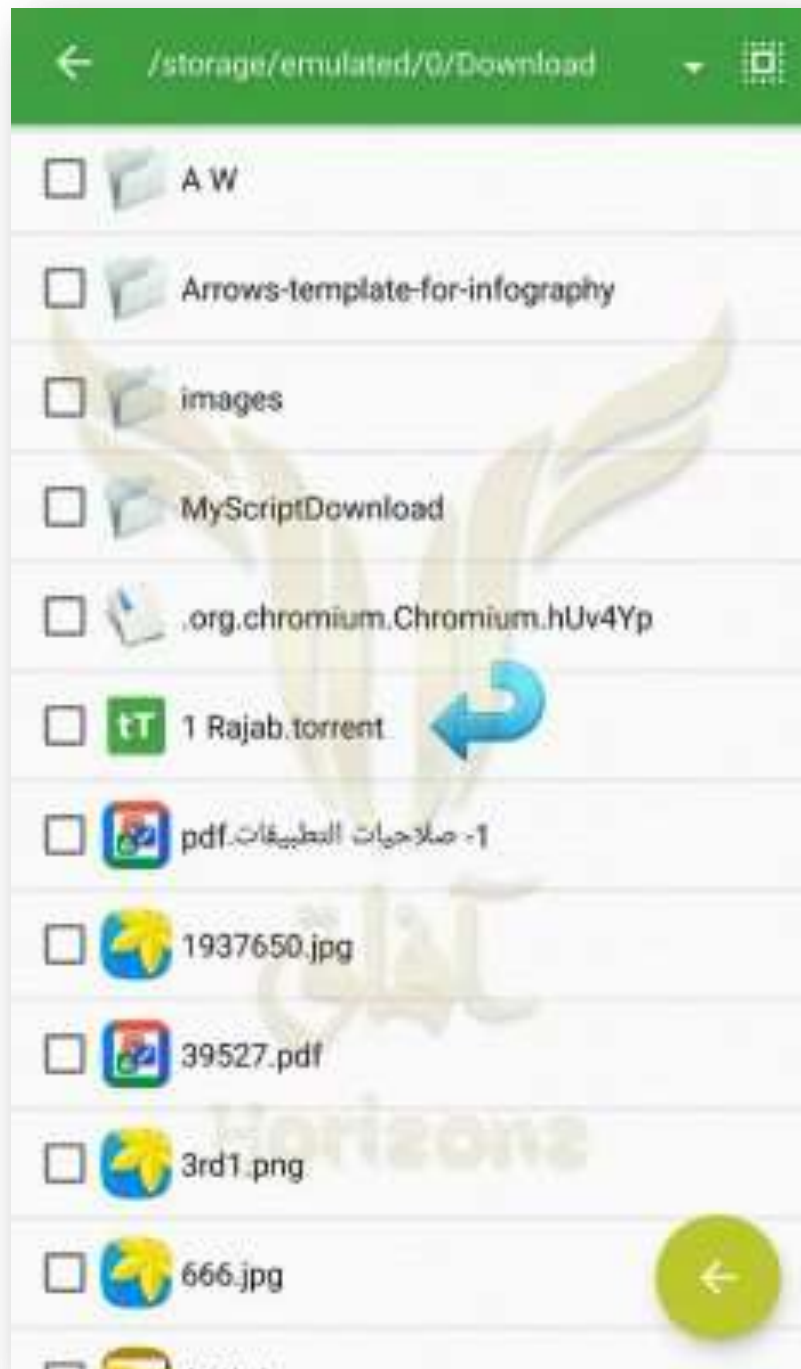 /storage/emulated/0/Download
A W
Arrows-template-for-infography
images
MyScriptDownload
.org.chromium.Chromium.hUv4Yp
tT 1 Rajab.torrent
1- صلاحيات التطبيقات.pdf
1937650.jpg
39527.pdf
3rd1.png
666.jpg
آفاق
Horizons